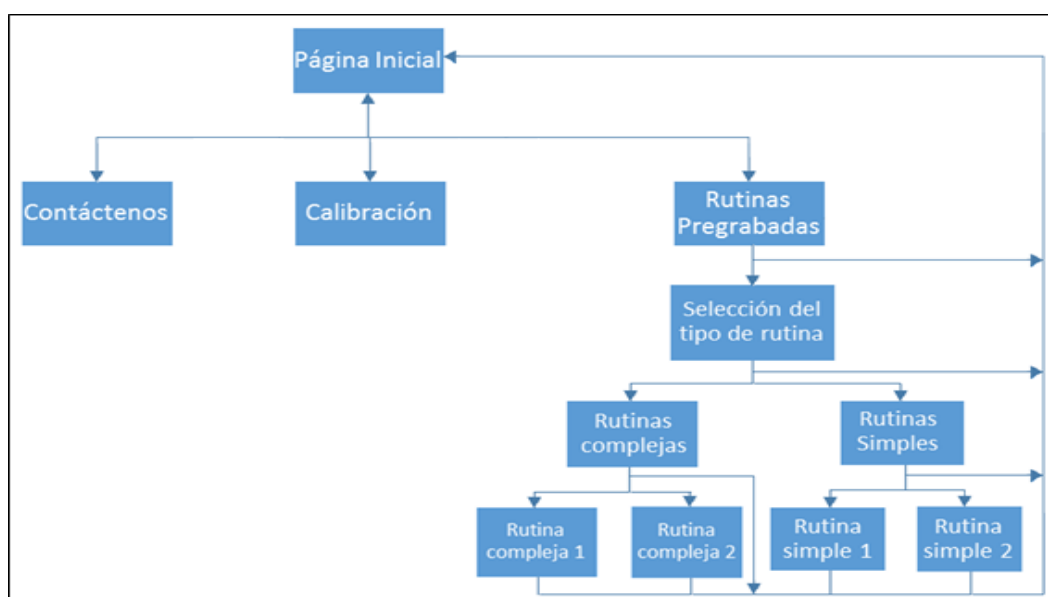 Página Inicial
Contáctenos
Calibración
Rutinas
Pregrabadas
Selección del
tipo de rutina
Rutinas
complejas
Rutinas
Simples
Rutina
compleja 1
Rutina
compleja 2
Rutina
simple 1
Rutina
simple 2